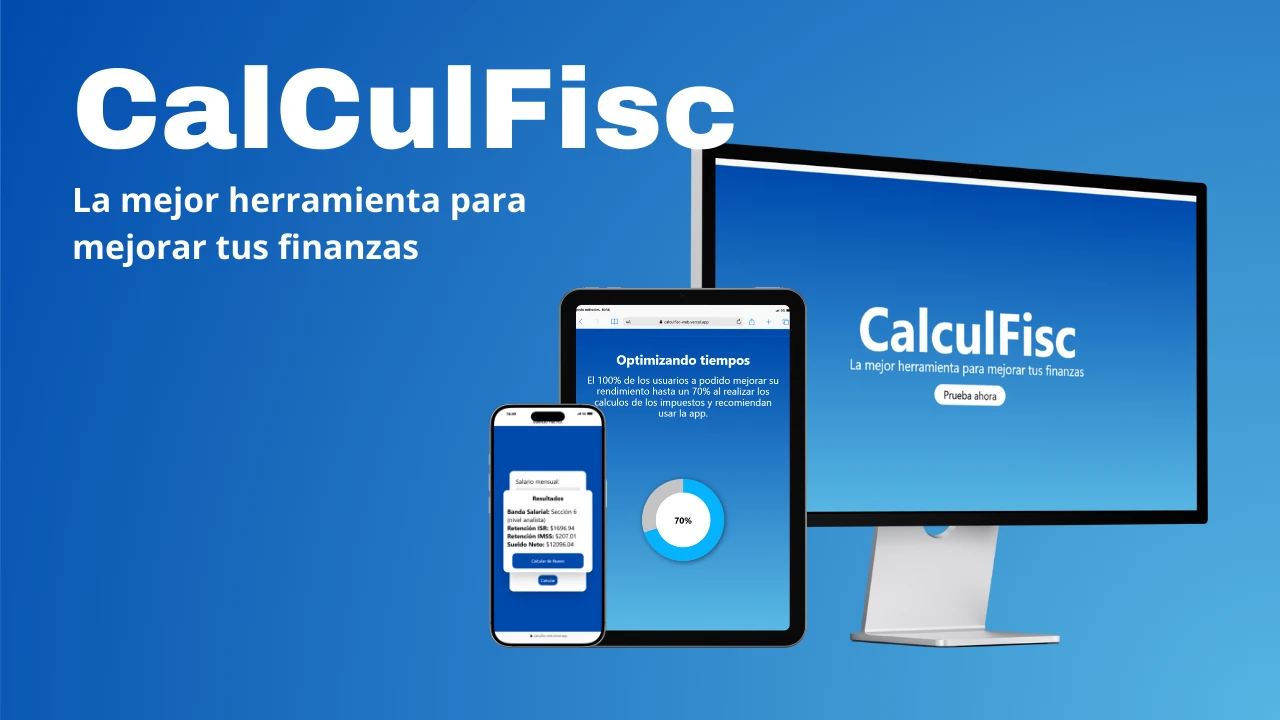 CalCulFisc
La mejor herramienta para
mejorar tus finanzas
CalculFisc
La mejor herramienta para mejorar tus finanzas
Prueba ahora
calculfisc-web.vercel.app
Optimizando tiempos
El 100% de los usuarios a podido mejorar su
rendimiento hasta un 70% al realizar los
calculos de los impuestos y recomiendan
usar la app.
70%
Salario mensual:
Resultados
Banda Salarial: Sección 6
(nivel analista)
Retención ISR: $1696.94
Retención IMSS: $207.01
Sueldo Neto: $12096.04
Calcular de Nuevo
Calcular